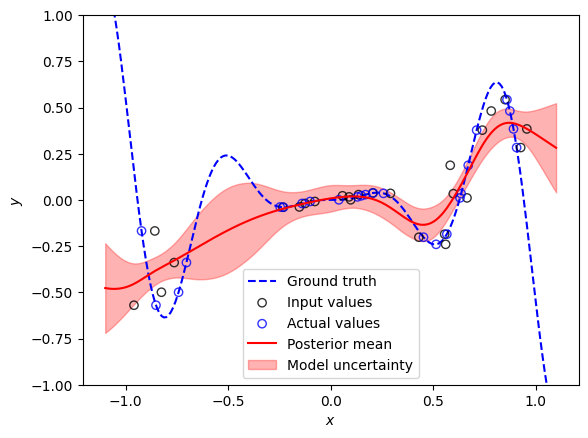 1.00
0.75
0.50
0.25
0.00
−0.25
−0.50
−0.75
−1.00
y
Ground truth
Input values
Actual values
Posterior mean
Model uncertainty
−1.0
−0.5
0.0
0.5
1.0
x